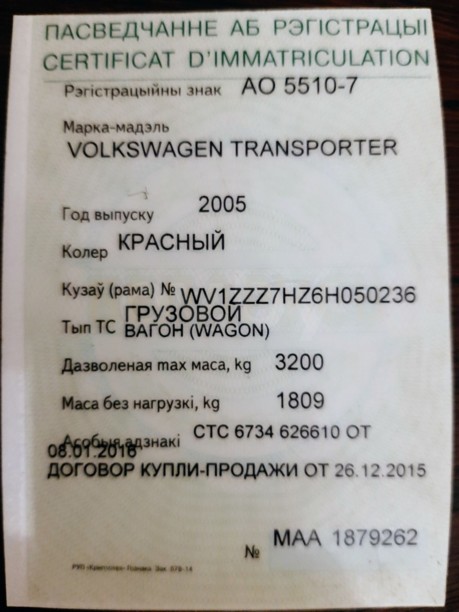 ПАСВЕДЧАННЕ АБ РЭГІСТРАЦЫІ
CERTIFICAT D'IMMATRICULATION
Рэгістрацыйны знак АО 5510-7
Марка-мадэль
VOLKSWAGEN TRANSPORTER
Год выпуску 2005
Колер КРАСНЫЙ
Кузаў (рама) № WV1ZZZ7HZ6H050236
ГРУЗОВОЙ
Тып ТС ВАГОН (WAGON)
Дазволеная max маса, kg 3200
Маса без нагрузкі, kg 1809
Асобыя адзнакі СТС 6734 626610 ОТ
08.01.2016
ДОГОВОР КУПЛИ-ПРОДАЖИ ОТ 26.12.2015
№ МАА 1879262